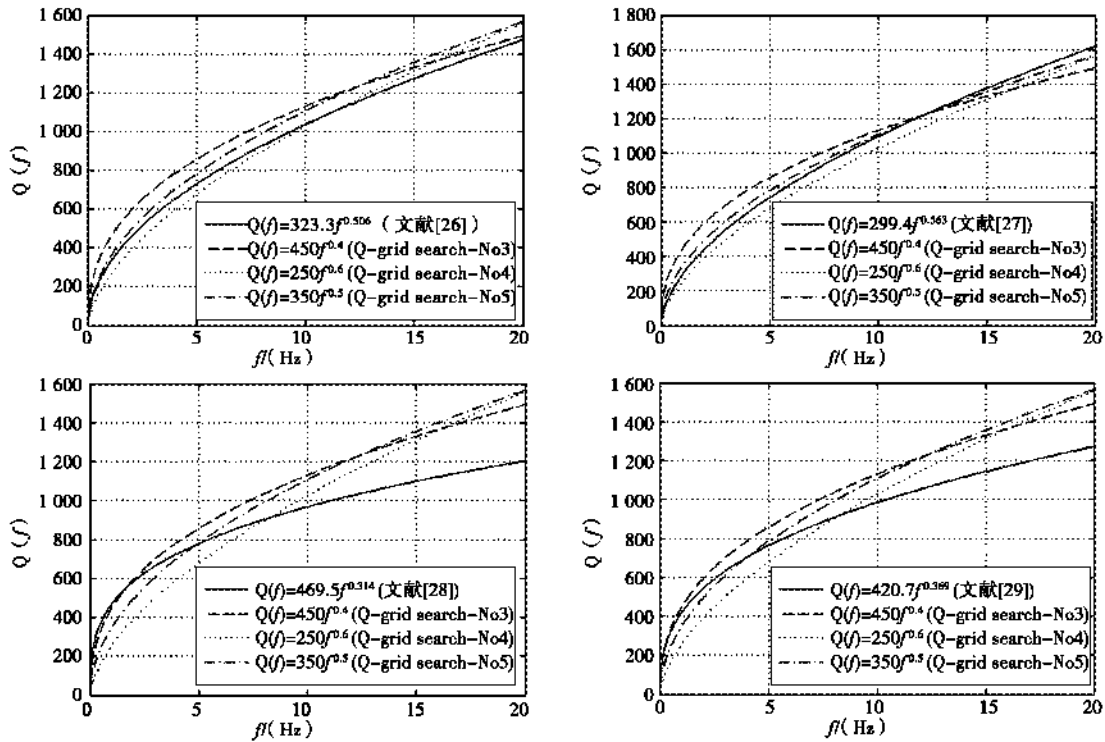 1 600
1 400
1 200
1 000
800
600
400
200
0
Q (f)
Q(f)=323.3f^0.506 ( 文献[26] )
Q(f)=450f^0.4 (Q-grid search-No3)
Q(f)=250f^0.6 (Q-grid search-No4)
Q(f)=350f^0.5 (Q-grid search-No5)
0 5 10 15 20
f/( Hz )
1 800
1 600
1 400
1 200
1 000
800
600
400
200
0
Q (f)
Q(f)=299.4f^0.563 (文献[27])
Q(f)=450f^0.4 (Q-grid search-No3)
Q(f)=250f^0.6 (Q-grid search-No4)
Q(f)=350f^0.5 (Q-grid search-No5)
0 5 10 15 20
f/( Hz )
1 600
1 400
1 200
1 000
800
600
400
200
0
Q (f)
Q(f)=469.5f^0.314 (文献[28])
Q(f)=450f^0.4 (Q-grid search-No3)
Q(f)=250f^0.6 (Q-grid search-No4)
Q(f)=350f^0.5 (Q-grid search-No5)
0 5 10 15 20
f/( Hz )
1 600
1 400
1 200
1 000
800
600
400
200
0
Q (f)
Q(f)=420.7f^0.369 (文献[29])
Q(f)=450f^0.4 (Q-grid search-No3)
Q(f)=250f^0.6 (Q-grid search-No4)
Q(f)=350f^0.5 (Q-grid search-No5)
0 5 10 15 20
f/( Hz )